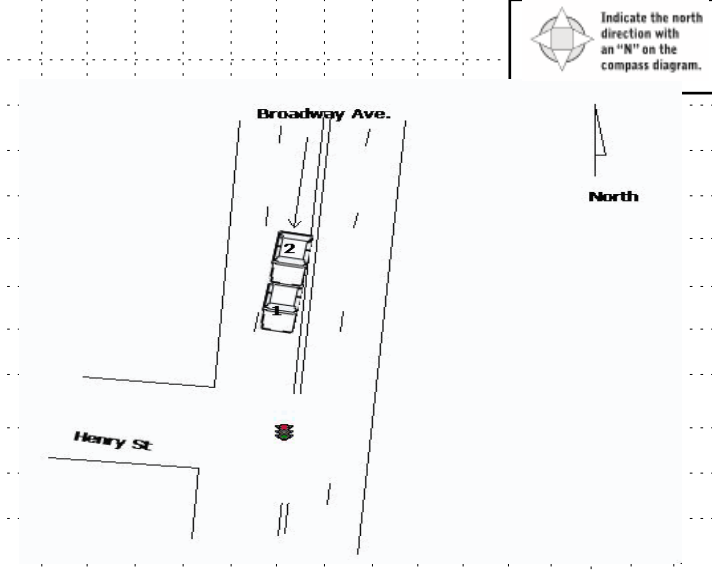 Indicate the north
direction with
an “N” on the
compass diagram.
Broadway Ave.
North
2
1
Henry St